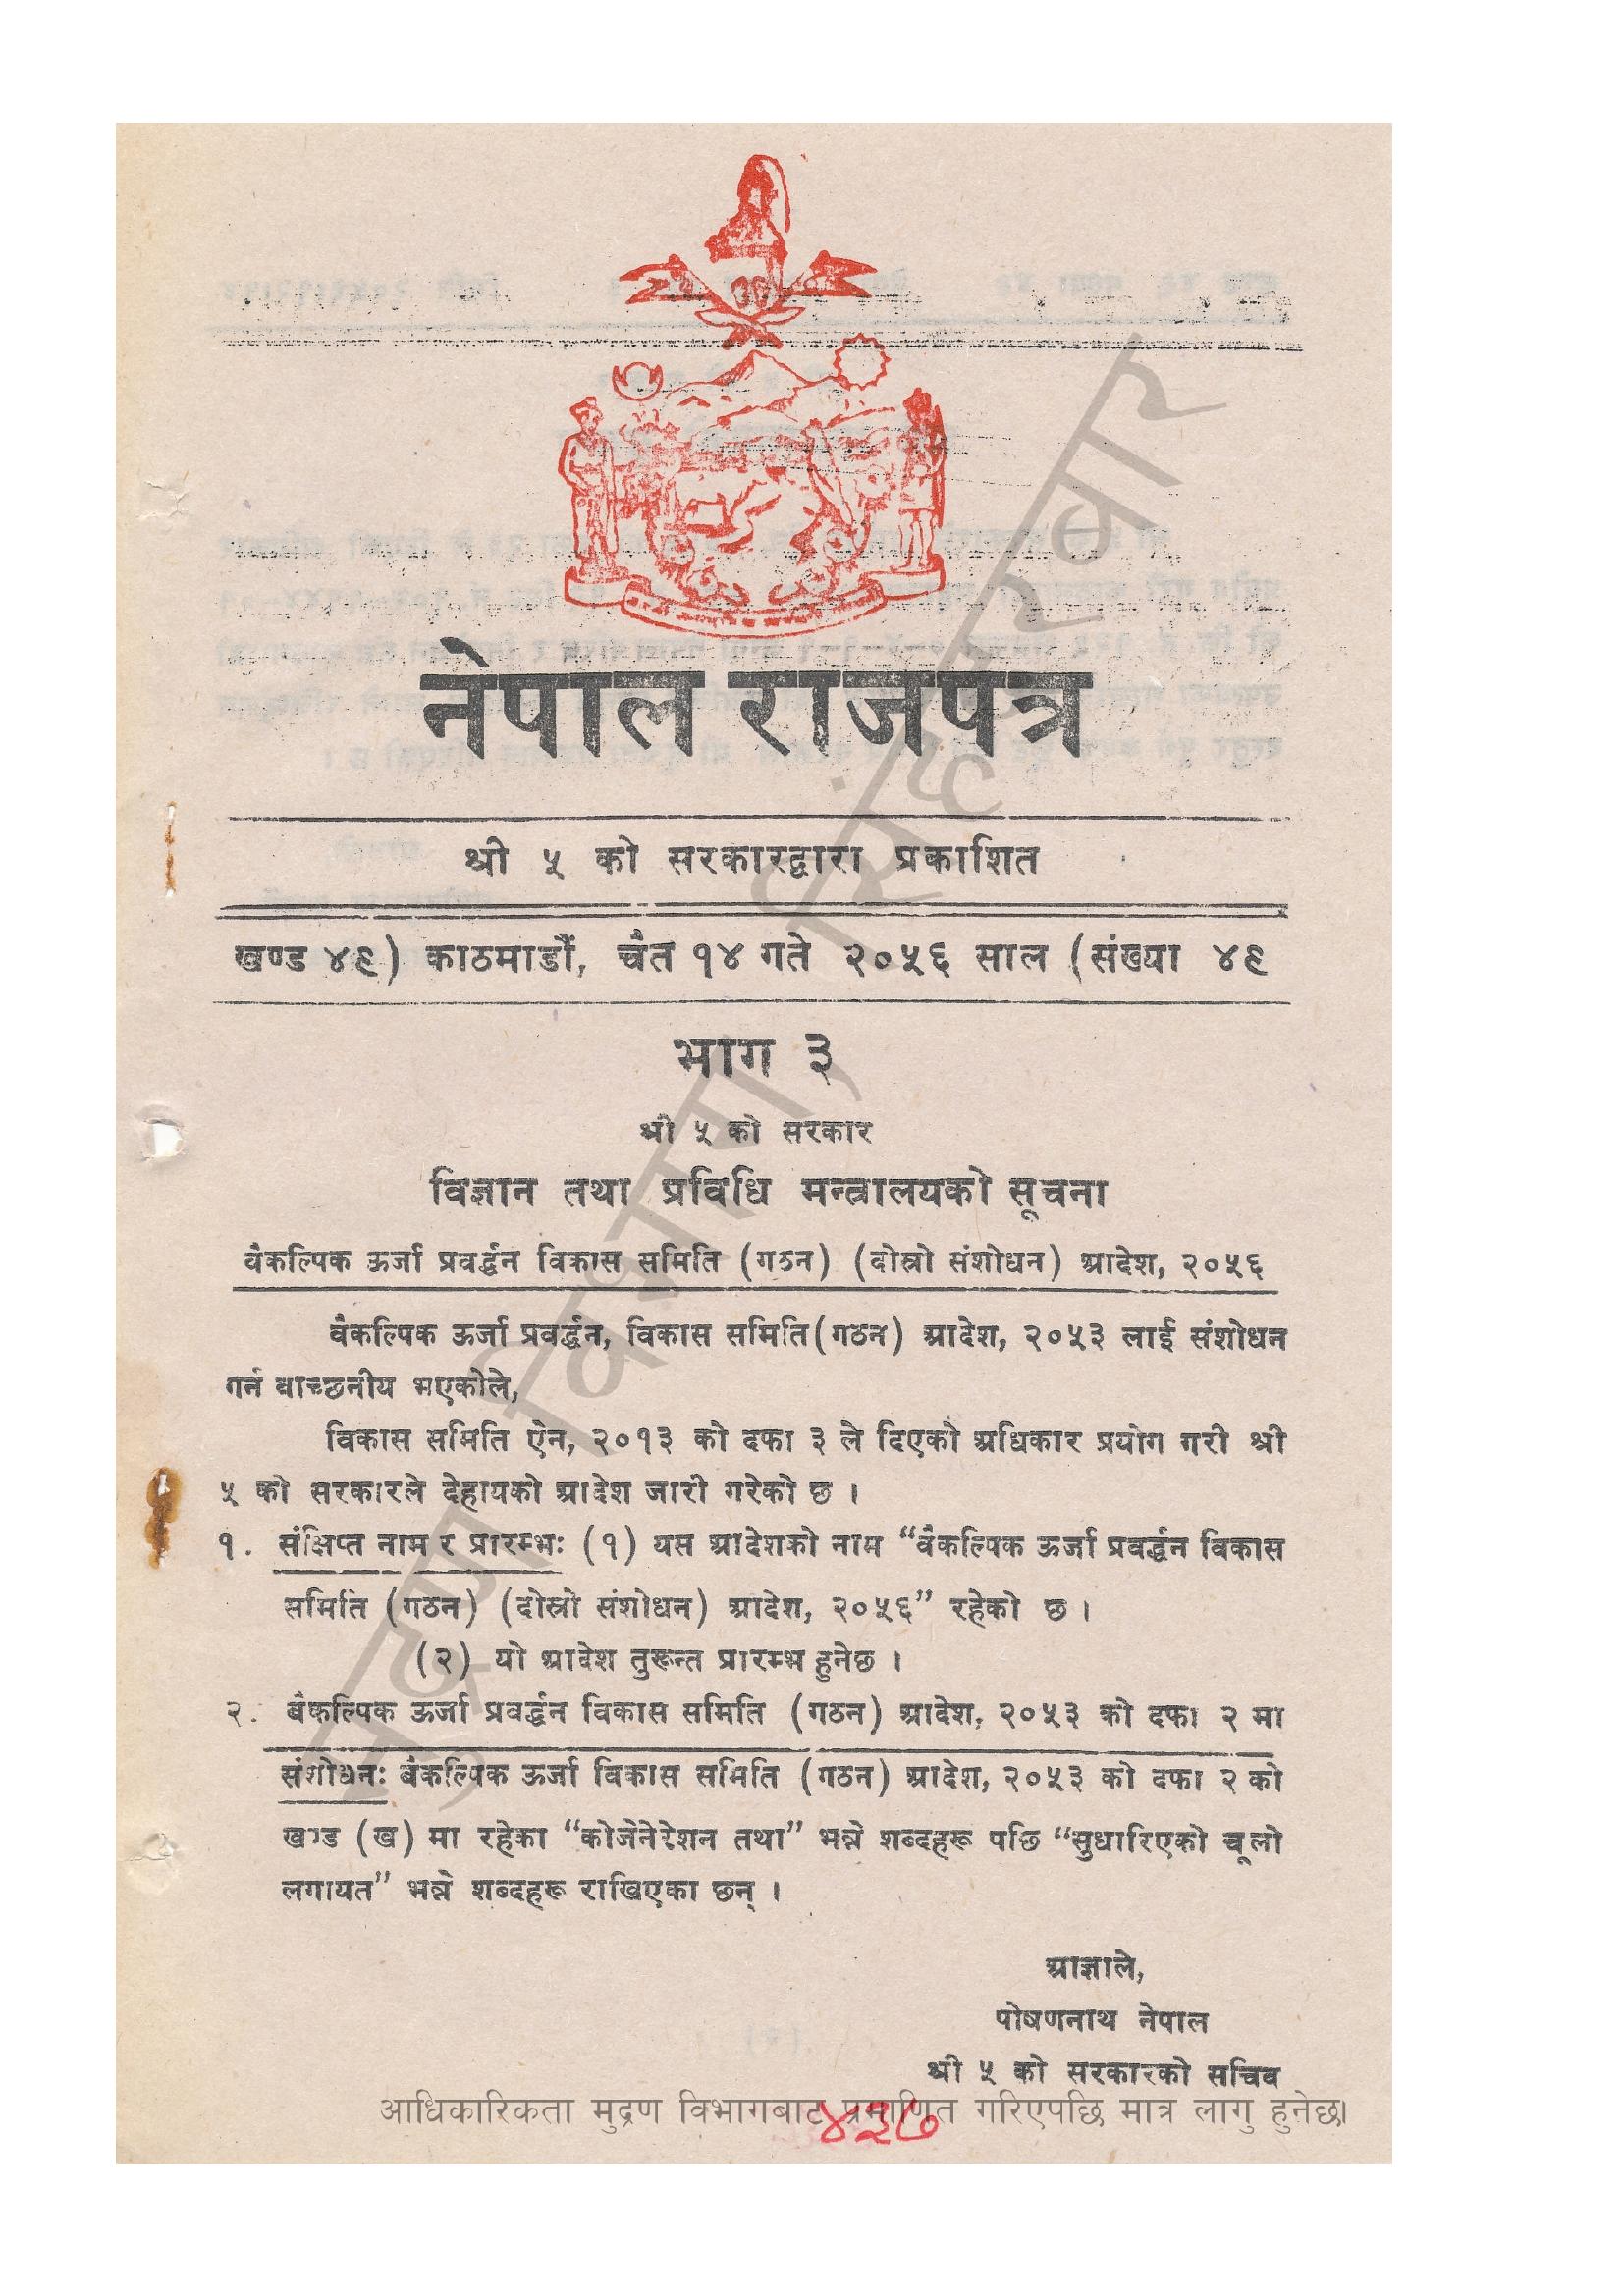 नेपाल राजपत्र
श्री ५ को सरकारद्वारा प्रकाशित
खण्ड ४९) काठमाडौं, चैत १४ गते २०५६ साल (संख्या ४९
भाग ३
श्री ५ को सरकार
विज्ञान तथा प्रविधि मन्त्रालयको सूचना
वैकल्पिक ऊर्जा प्रवर्द्धन विकास समिति (गठन) (दोस्रो संशोधन) आदेश, २०५६
वैकल्पिक ऊर्जा प्रवर्द्धन, विकास समिति(गठन) आदेश, २०५३ लाई संशोधन
गर्न वाच्छनीय भएकोले,
विकास समिति ऐन, २०१३ को दफा ३ ले दिएको अधिकार प्रयोग गरी श्री
५ को सरकारले देहायको आदेश जारी गरेको छ ।
१. संक्षिप्त नाम र प्रारम्भः (१) यस आदेशको नाम “वैकल्पिक ऊर्जा प्रवर्द्धन विकास
समिति (गठन) (दोस्रो संशोधन) आदेश, २०५६” रहेको छ ।
(२) यो आदेश तुरून्त प्रारम्भ हुनेछ ।
२. बैकल्पिक ऊर्जा प्रवर्द्धन विकास समिति (गठन) आदेश, २०५३ को दफा २ मा
संशोधनः बैकल्पिक ऊर्जा विकास समिति (गठन) आदेश, २०५३ को दफा २ को
खण्ड (ख) मा रहेका “कोजेनेरेशन तथा” भन्ने शब्दहरू पछि “सुधारिएको चूलो
लगायत” भन्ने शब्दहरू राखिएका छन् ।
आज्ञाले,
पोषणनाथ नेपाल
श्री ५ को सरकारको सचिव
आधिकारिकता मुद्रण विभागबाट प्रमाणित गरिएपछि मात्र लागु हुनेछ।
४३७
मुद्रण विभाग, सिंहदरवार